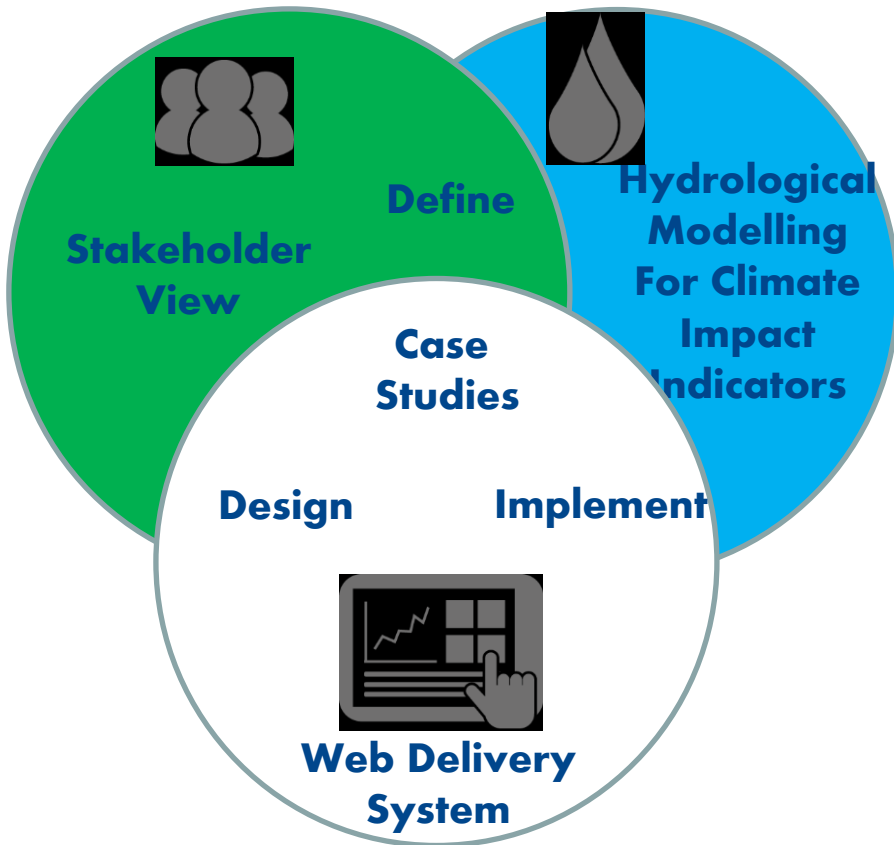 Stakeholder
View
Define
Hydrological
Modelling
For Climate
Impact
Indicators
Case
Studies
Design
Implement
Web Delivery
System